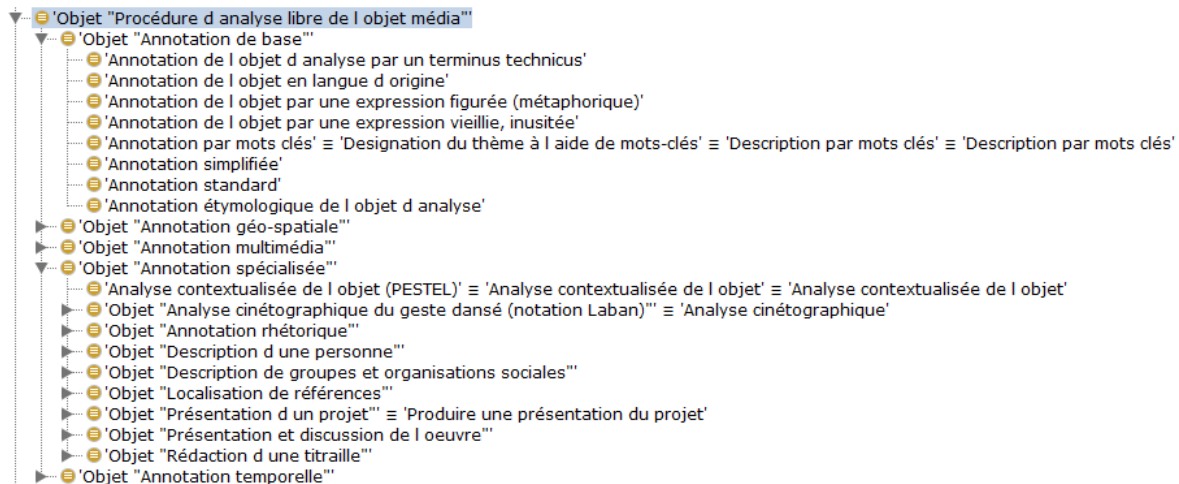 'Objet "Procédure d analyse libre de l objet média"'
'Objet "Annotation de base"'
'Annotation de l objet d analyse par un terminus technicus'
'Annotation de l objet en langue d origine'
'Annotation de l objet par une expression figurée (métaphorique)'
'Annotation de l objet par une expression vieillie, inusitée'
'Annotation par mots clés' ≡ 'Designation du thème à l aide de mots-clés' ≡ 'Description par mots clés' ≡ 'Description par mots clés'
'Annotation simplifiée'
'Annotation standard'
'Annotation étymologique de l objet d analyse'
'Objet "Annotation géo-spatiale"'
'Objet "Annotation multimédia"'
'Objet "Annotation spécialisée"'
'Analyse contextualisée de l objet (PESTEL)' ≡ 'Analyse contextualisée de l objet' ≡ 'Analyse contextualisée de l objet'
'Objet "Analyse cinétographique du geste dansé (notation Laban)"' ≡ 'Analyse cinétographique'
'Objet "Annotation rhétorique"'
'Objet "Description d une personne"'
'Objet "Description de groupes et organisations sociales"'
'Objet "Localisation de références"'
'Objet "Présentation d un projet"' ≡ 'Produire une présentation du projet'
'Objet "Présentation et discussion de l oeuvre"'
'Objet "Rédaction d une titraille"'
'Objet "Annotation temporelle"'